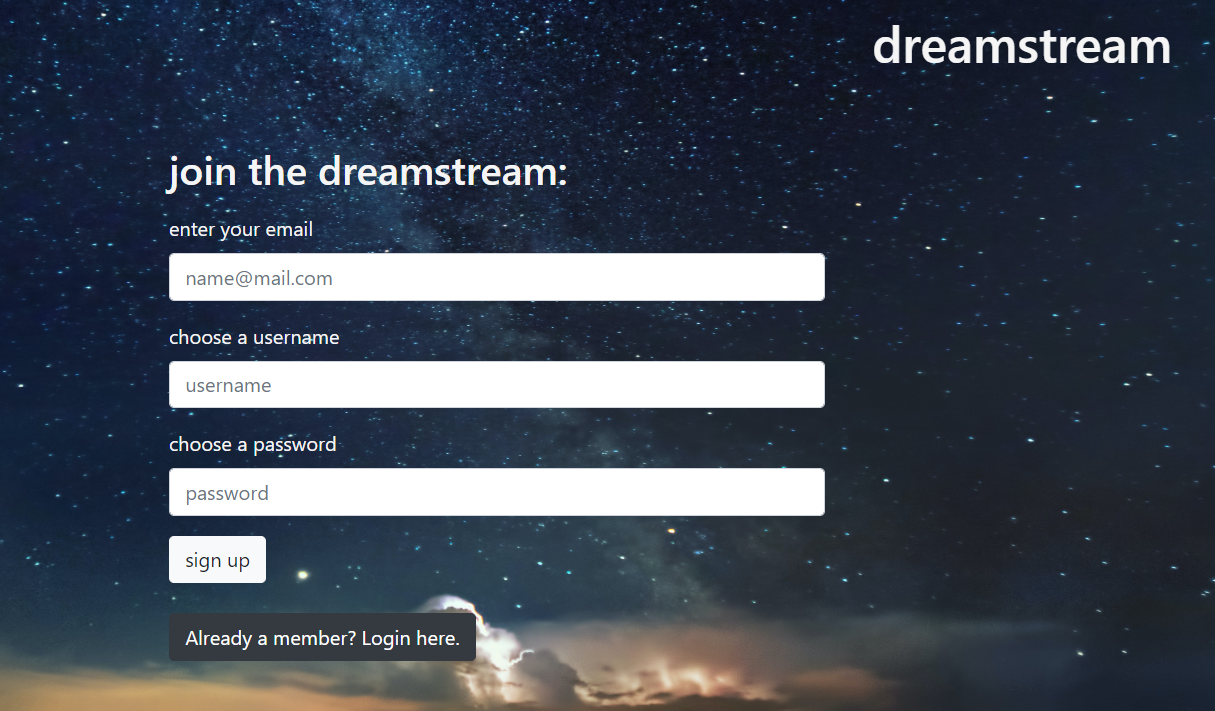 dreamstream
join the dreamstream:
enter your email
name@mail.com
choose a username
username
choose a password
password
sign up
Already a member? Login here.